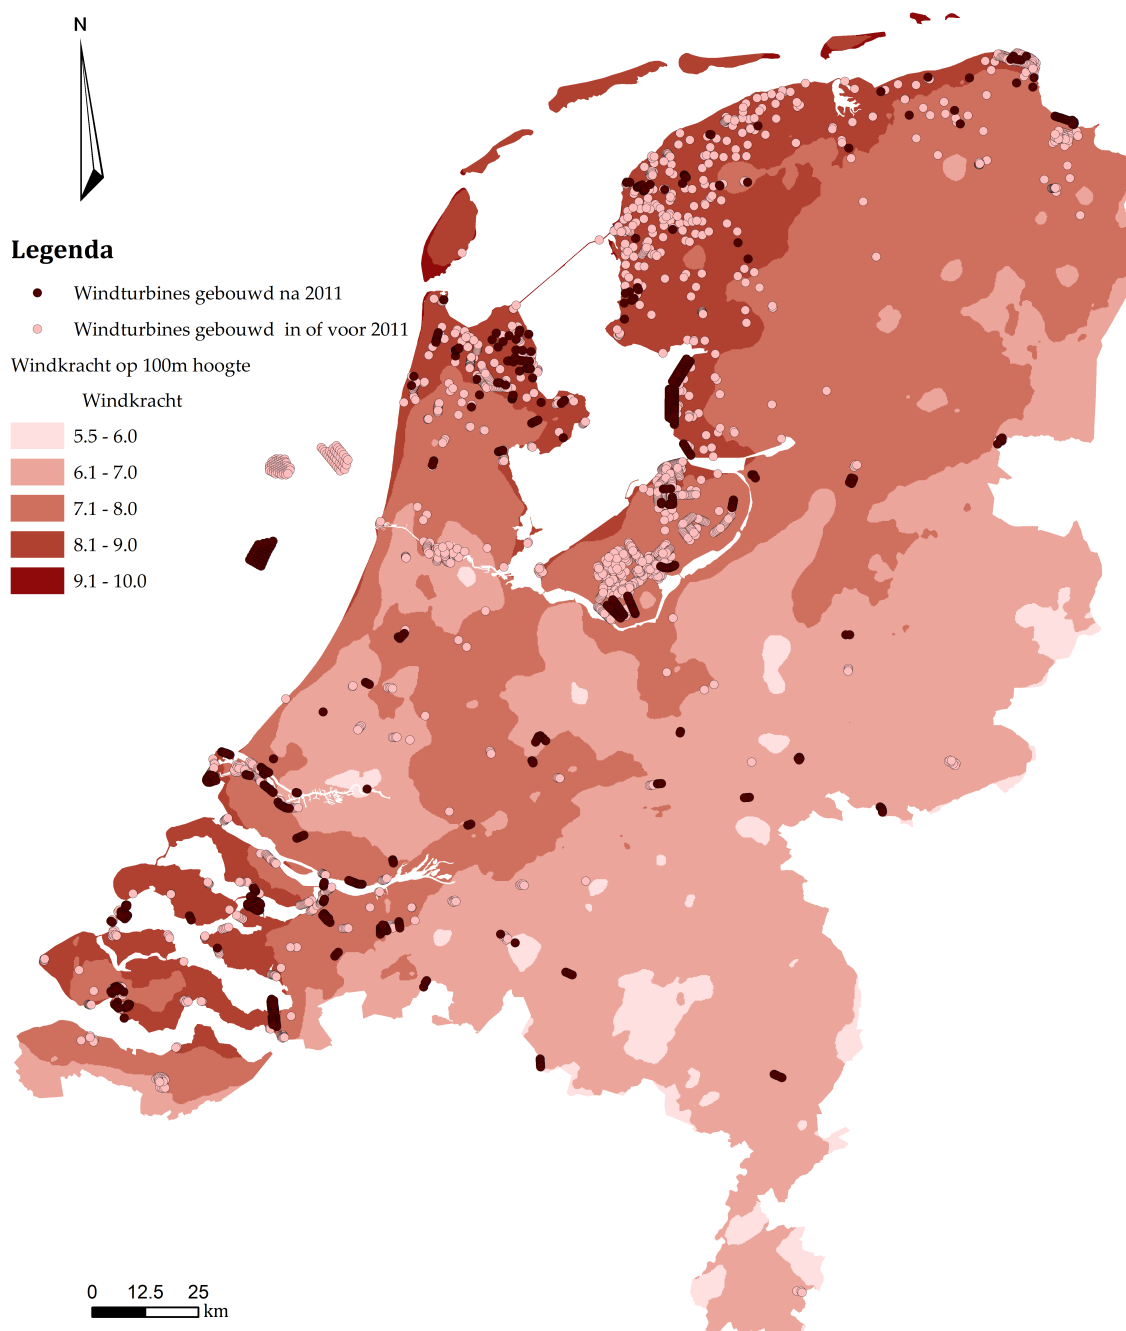 N
Legenda
Windturbines gebouwd na 2011
Windturbines gebouwd in of voor 2011
Windkracht op 100m hoogte
Windkracht
5.5 - 6.0
6.1 - 7.0
7.1 - 8.0
8.1 - 9.0
9.1 - 10.0
0 12.5 25
km